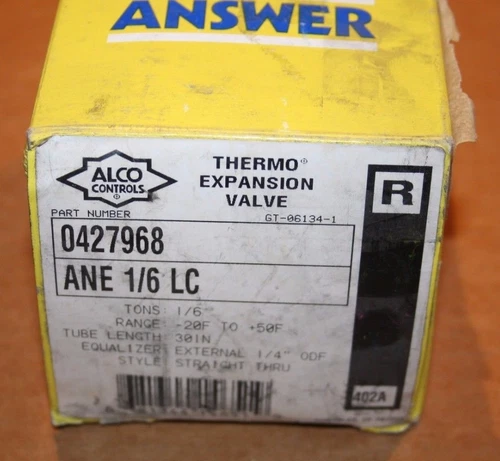 ANSWER
ALCO
CONTROLS
®
THERMO®
EXPANSION
VALVE
PART NUMBER
GT-06134-1
R
0427968
ANE 1/6 LC
TONS: 1/6
RANGE: -20F TO +50F
TUBE LENGTH: 30IN
EQUALIZER: EXTERNAL 1/4" ODF
STYLE: STRAIGHT THRU
402A